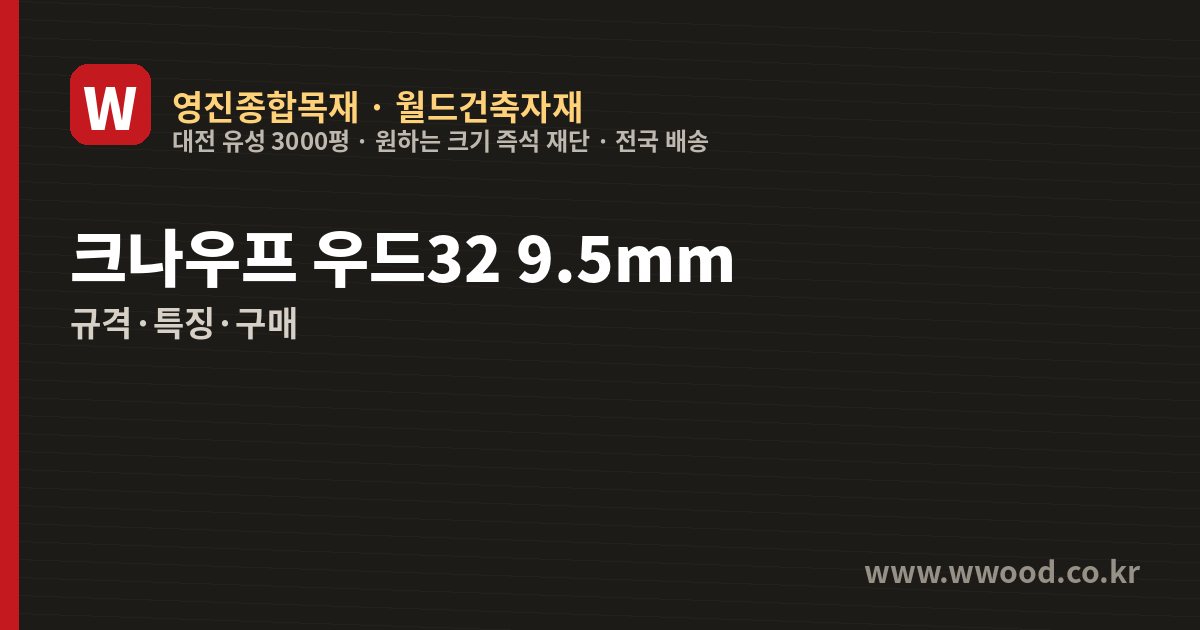 W
영진종합목재 · 월드건축자재
대전 유성 3000평 · 원하는 크기 즉석 재단 · 전국 배송
크나우프 우드32 9.5mm
규격·특징·구매
www.wwood.co.kr